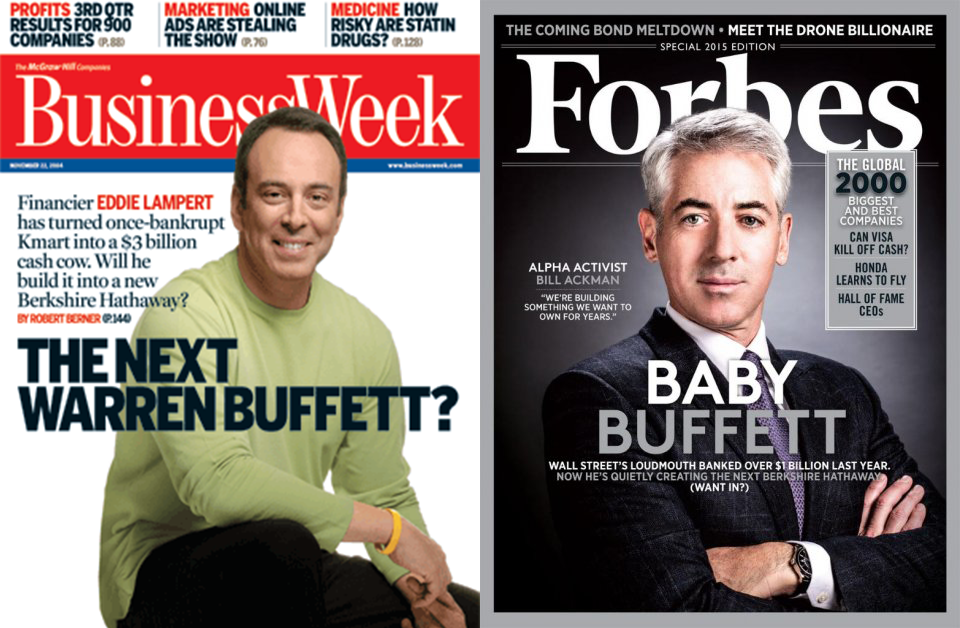 PROFITS 3RD QTR
RESULTS FOR 900
COMPANIES (P.88)
MARKETING ONLINE
ADS ARE STEALING
THE SHOW (P.76)
MEDICINE HOW
RISKY ARE STATIN
DRUGS? (P.128)
The McGraw-Hill Companies
BusinessWeek
NOVEMBER 22, 2004
www.businessweek.com
Financier EDDIE LAMPERT
has turned once-bankrupt
Kmart into a $3 billion
cash cow. Will he
build it into a new
Berkshire Hathaway?
BY ROBERT BERNER (P.144)
THE NEXT
WARREN BUFFETT?
THE COMING BOND MELTDOWN • MEET THE DRONE BILLIONAIRE
SPECIAL 2015 EDITION
Forbes
THE GLOBAL
2000
BIGGEST
AND BEST
COMPANIES
CAN VISA
KILL OFF CASH?
HONDA
LEARNS TO FLY
HALL OF FAME
CEOs
ALPHA ACTIVIST
BILL ACKMAN
“WE'RE BUILDING
SOMETHING WE WANT TO
OWN FOR YEARS.”
BABY
BUFFETT
WALL STREET'S LOUDMOUTH BANKED OVER $1 BILLION LAST YEAR.
NOW HE'S QUIETLY CREATING THE NEXT BERKSHIRE HATHAWAY
(WANT IN?)